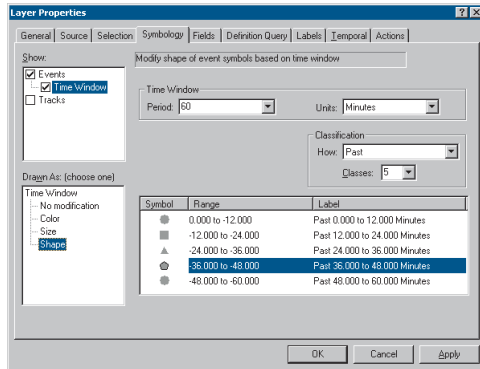 Layer Properties
General Source Selection Symbology Fields Definition Query Labels Temporal Actions
Show:
Events
Time Window
Tracks
Modify shape of event symbols based on time window
Time Window
Period: 60 Units: Minutes
Classification
How: Past
Classes: 5
Drawn As: (choose one)
Time Window
No modification
Color
Size
Shape
Symbol Range Label
0.000 to -12.000 Past 0.000 to 12.000 Minutes
-12.000 to -24.000 Past 12.000 to 24.000 Minutes
-24.000 to -36.000 Past 24.000 to 36.000 Minutes
-36.000 to -48.000 Past 36.000 to 48.000 Minutes
-48.000 to -60.000 Past 48.000 to 60.000 Minutes
OK Cancel Apply